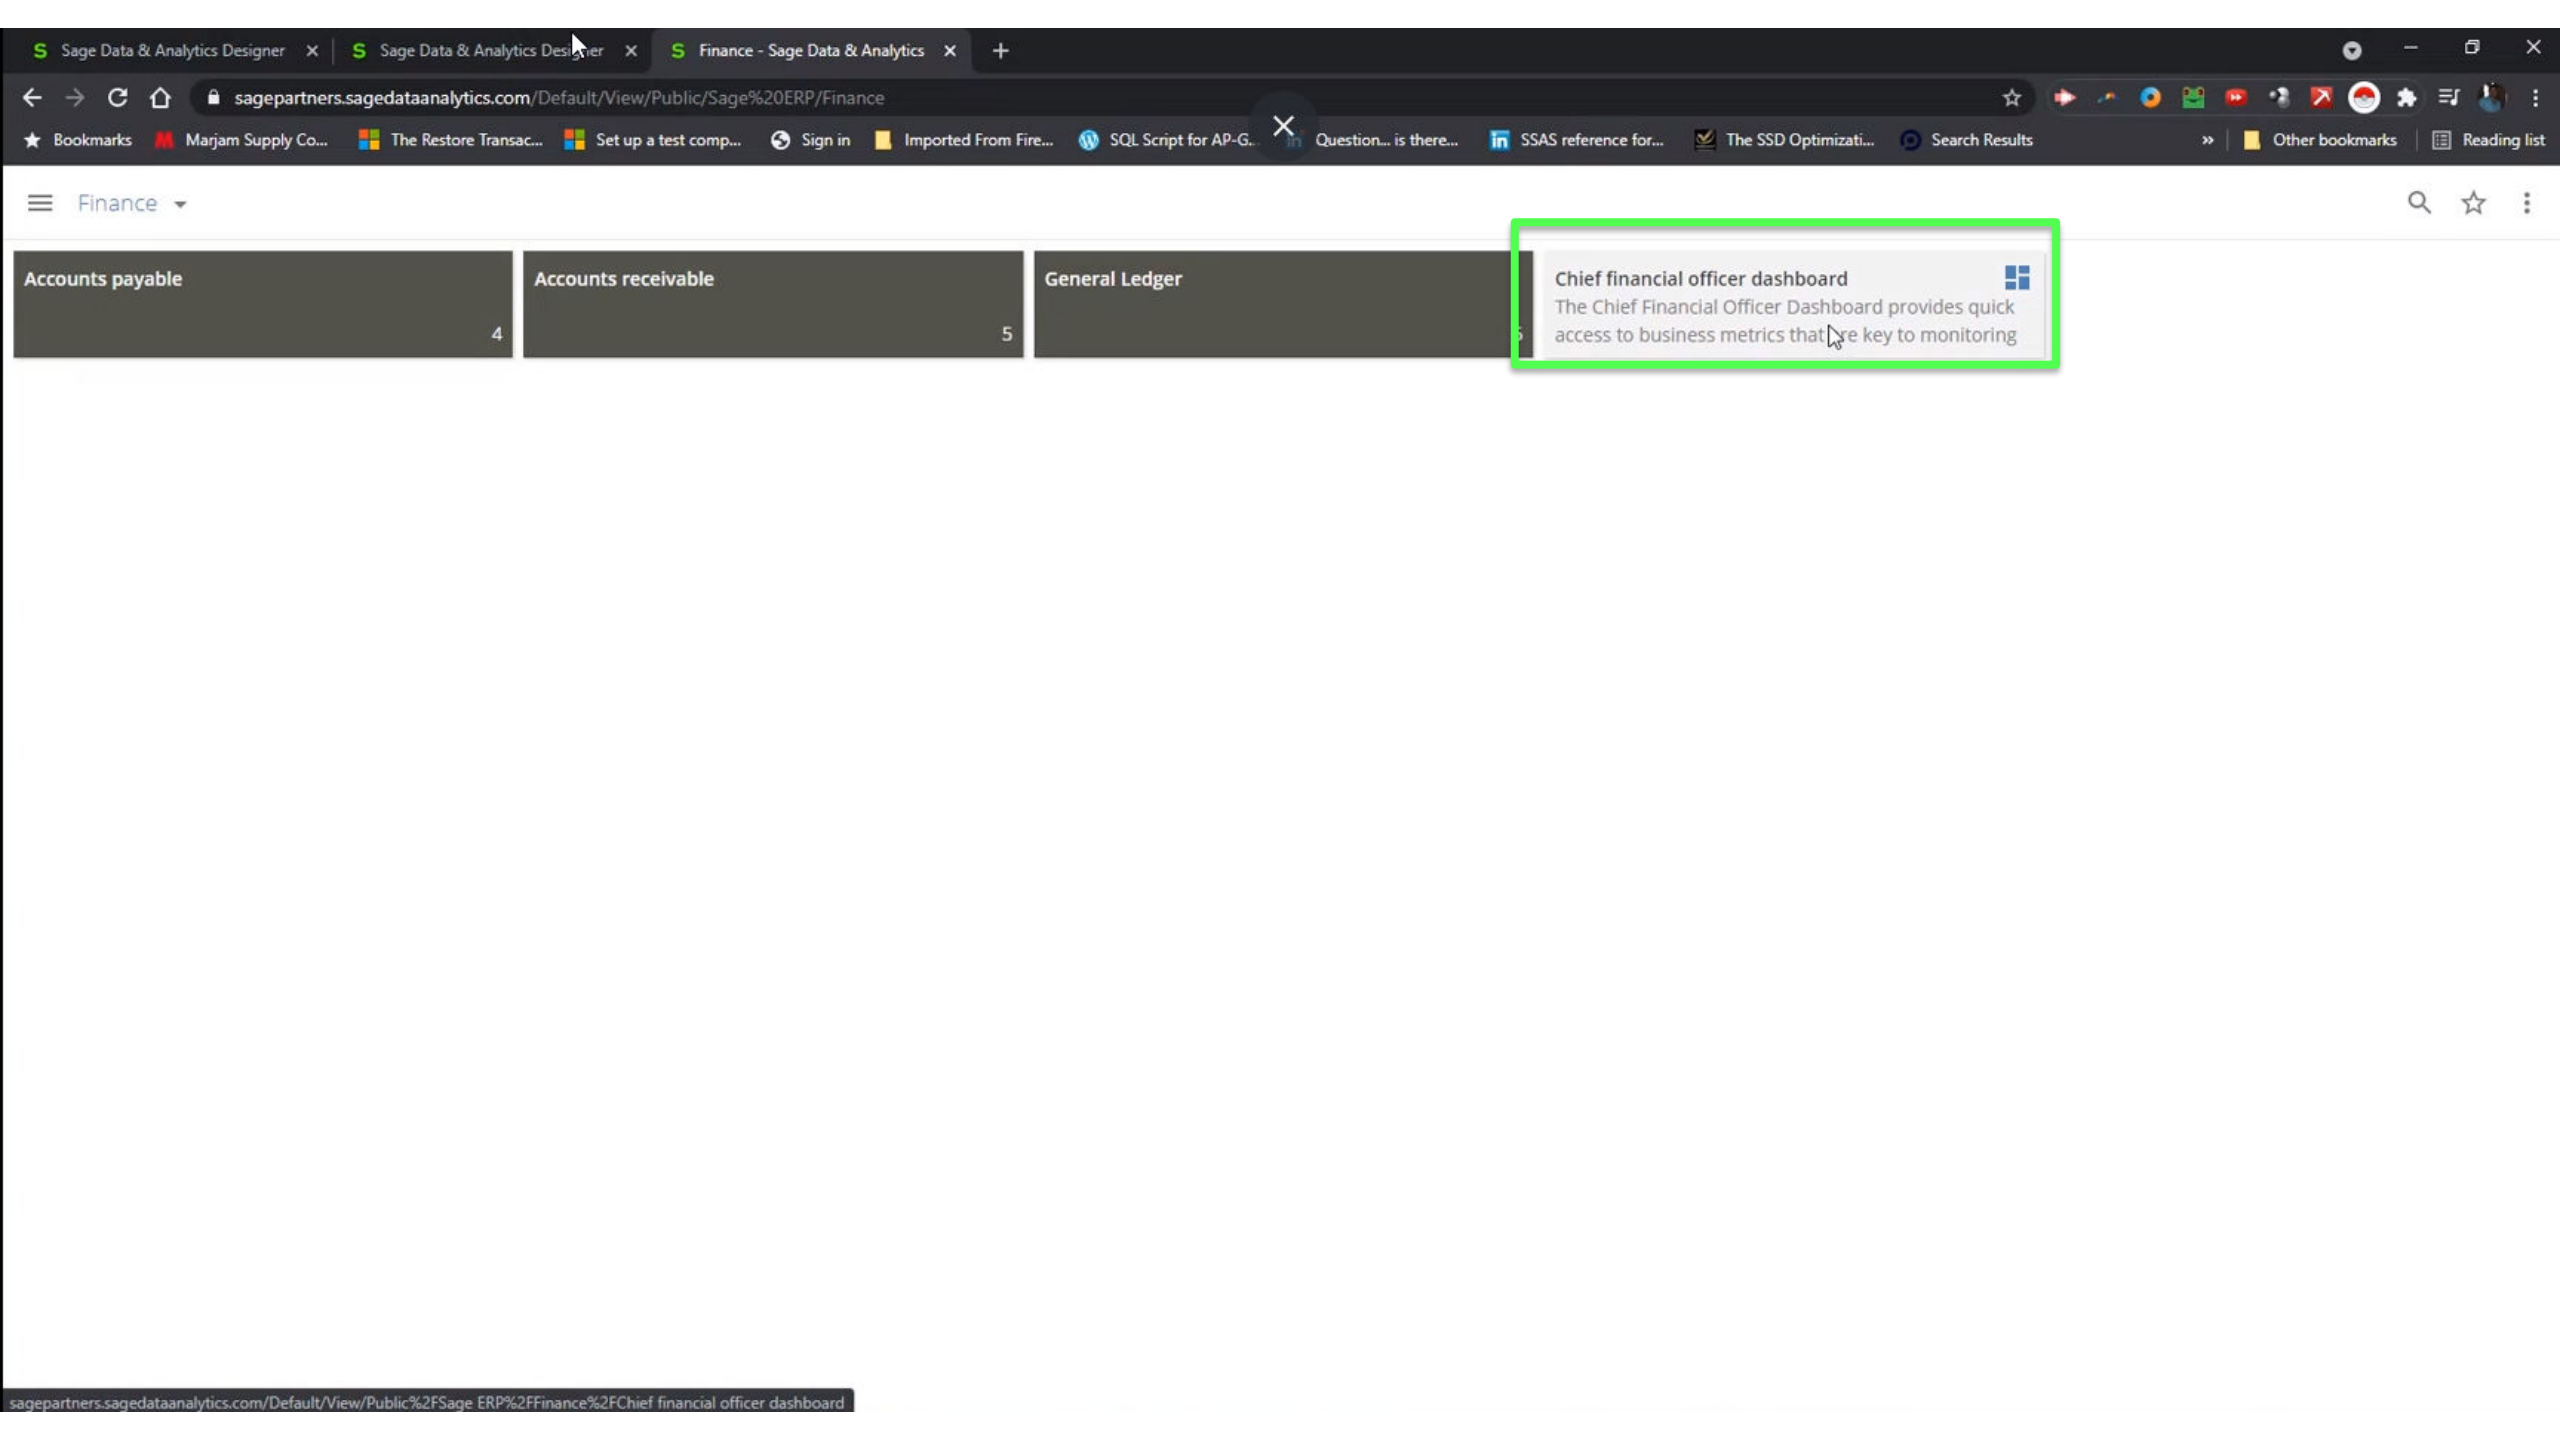 S Sage Data & Analytics Designer S Sage Data & Analytics Designer S Finance - Sage Data & Analytics
sagepartners.sagedataanalytics.com/Default/View/Public/Sage%20ERP/Finance
Bookmarks Marjam Supply Co... The Restore Transac... Set up a test comp... Sign in Imported From Fire... SQL Script for AP-G... in Question... is there... in SSAS reference for... The SSD Optimizati... Search Results » Other bookmarks Reading list
Finance
Accounts payable
4
Accounts receivable
5
General Ledger
Chief financial officer dashboard
The Chief Financial Officer Dashboard provides quick
access to business metrics that are key to monitoring
sagepartners.sagedataanalytics.com/Default/View/Public%2FSage ERP%2FFinance%2FChief financial officer dashboard